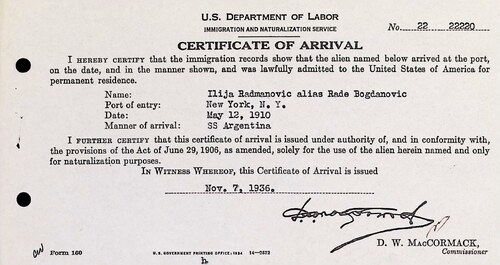 U.S. DEPARTMENT OF LABOR
IMMIGRATION AND NATURALIZATION SERVICE
No. 22 22220
CERTIFICATE OF ARRIVAL
I HEREBY CERTIFY that the immigration records show that the alien named below arrived at the port,
on the date, and in the manner shown, and was lawfully admitted to the United States of America for
permanent residence.
Name: Ilija Radmanovic alias Rade Bogdanovic
Port of entry: New York, N. Y.
Date: May 12, 1910
Manner of arrival: SS Argentina
I FURTHER CERTIFY that this certificate of arrival is issued under authority of, and in conformity with,
the provisions of the Act of June 29, 1906, as amended, solely for the use of the alien herein named and only
for naturalization purposes.
IN WITNESS WHEREOF, this Certificate of Arrival is issued
Nov. 7, 1936.
D. W. MACCORMACK,
Commissioner
Form 160
U.S. GOVERNMENT PRINTING OFFICE: 1934